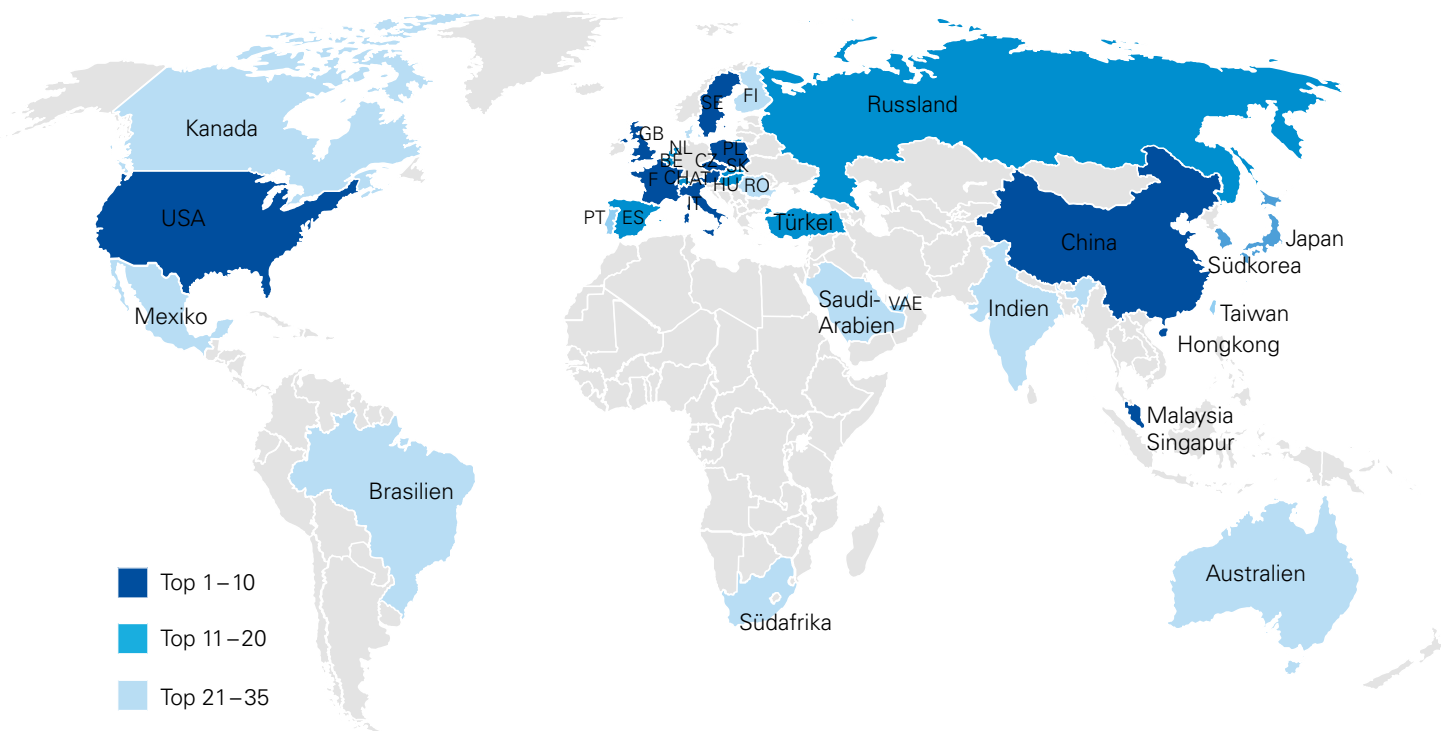 Kanada
USA
Mexiko
Brasilien
FI
SE
Russland
GB
NL
PL
BE
CZ
SK
F
CH
AT
HU
RO
IT
PT
ES
Türkei
China
Japan
Südkorea
Saudi-
Arabien
VAE
Indien
Taiwan
Hongkong
Malaysia
Singapur
Australien
Südafrika
Top 1–10
Top 11–20
Top 21–35